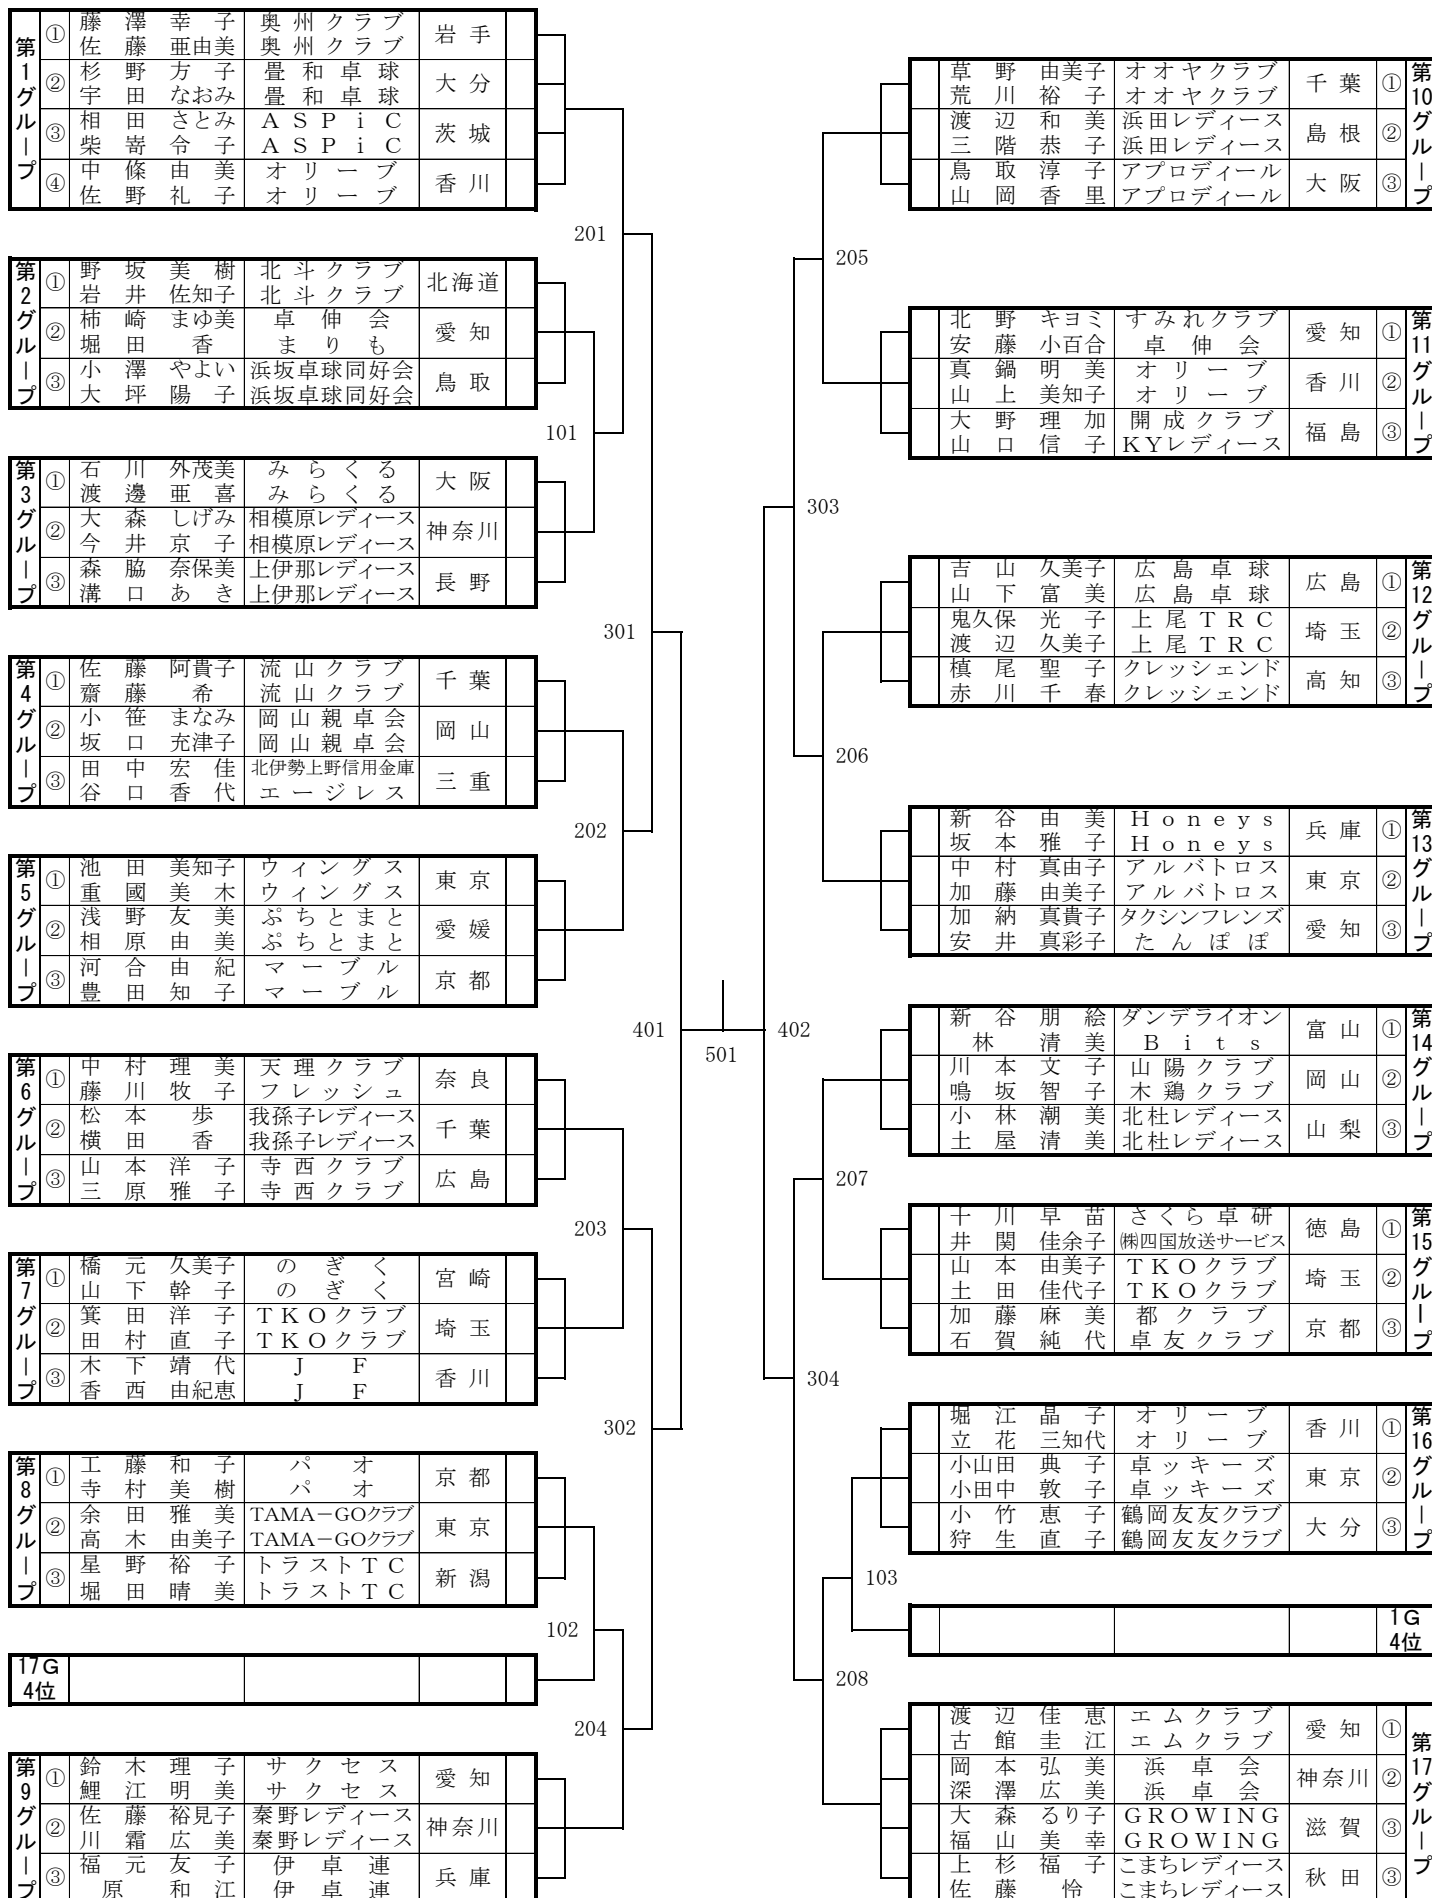 第1グループ
① 藤澤幸子 奥州クラブ 岩手
佐藤亜由美 奥州クラブ
② 杉野方子 畳和卓球 大分
宇田なおみ 畳和卓球
③ 相田さとみ ASPiC 茨城
柴嵜令子 ASPiC
④ 中條由美 オリーブ 香川
佐野礼子 オリーブ
201
第2グループ
① 野坂美樹 北斗クラブ 北海道
岩井佐知子 北斗クラブ
② 柿崎まゆ美 卓伸会 愛知
堀田香 まりも
③ 小澤やよい 浜坂卓球同好会 鳥取
大坪陽子 浜坂卓球同好会
101
第3グループ
① 石川外茂美 みらくる 大阪
渡邊亜喜 みらくる
② 大森しげみ 相模原レディース 神奈川
今井京子 相模原レディース
③ 森脇奈保美 上伊那レディース 長野
溝口あき 上伊那レディース
301
第4グループ
① 佐藤阿貴子 流山クラブ 千葉
齋藤希 流山クラブ
② 小笹まなみ 岡山親卓会 岡山
坂口充津子 岡山親卓会
③ 田中宏佳 北伊勢上野信用金庫 三重
谷口香代 エージレス
202
第5グループ
① 池田美知子 ウィングス 東京
重國美木 ウィングス
② 浅野友美 ぷちとまと 愛媛
相原由美 ぷちとまと
③ 河合由紀 マーブル 京都
豊田知子 マーブル
401
501
402
第6グループ
① 中村理美 天理クラブ 奈良
藤川牧子 フレッシュ
② 松本歩 我孫子レディース 千葉
横田香 我孫子レディース
③ 山本洋子 寺西クラブ 広島
三原雅子 寺西クラブ
203
第7グループ
① 橋元久美子 のぎく 宮崎
山下幹子 のぎく
② 箕田洋子 TKOクラブ 埼玉
田村直子 TKOクラブ
③ 木下靖代 JF 香川
香西由紀恵 JF
302
第8グループ
① 工藤和子 パオ 京都
寺村美樹 パオ
② 余田雅美 TAMA-GOクラブ 東京
高木由美子 TAMA-GOクラブ
③ 星野裕子 トラストTC 新潟
堀田晴美 トラストTC
102
17G
4位
204
第9グループ
① 鈴木理子 サクセス 愛知
鯉江明美 サクセス
② 佐藤裕見子 秦野レディース 神奈川
川霜広美 秦野レディース
③ 福元友子 伊卓連 兵庫
原和江 伊卓連
草野由美子 オオヤクラブ 千葉 ①
荒川裕子 オオヤクラブ
渡辺和美 浜田レディース 島根 ②
三階恭子 浜田レディース
鳥取淳子 アプロディール 大阪 ③
山岡香里 アプロディール
第10グループ
205
北野キヨミ すみれクラブ 愛知 ①
安藤小百合 卓伸会
真鍋明美 オリーブ 香川 ②
山上美知子 オリーブ
大野理加 開成クラブ 福島 ③
山口信子 KYレディース
第11グループ
303
吉山久美子 広島卓球 広島 ①
山下富美 広島卓球
鬼久保光子 上尾TRC 埼玉 ②
渡辺久美子 上尾TRC
槙尾聖子 クレッシェンド 高知 ③
赤川千春 クレッシェンド
第12グループ
206
新谷由美 Honeys 兵庫 ①
坂本雅子 Honeys
中村真由子 アルバトロス 東京 ②
加藤由美子 アルバトロス
加納真貴子 タクシンフレンズ 愛知 ③
安井真彩子 たんぽぽ
第13グループ
新谷朋絵 ダンデライオン 富山 ①
林清美 Bits
川本文子 山陽クラブ 岡山 ②
鳴坂智子 木鶏クラブ
小林潮美 北杜レディース 山梨 ③
土屋清美 北杜レディース
第14グループ
207
十川早苗 さくら卓研 徳島 ①
井関佳余子 ㈱四国放送サービス
山本由美子 TKOクラブ 埼玉 ②
土田佳代子 TKOクラブ
加藤麻美 都クラブ 京都 ③
石賀純代 卓友クラブ
第15グループ
304
堀江晶子 オリーブ 香川 ①
立花三知代 オリーブ
小山田典子 卓ッキーズ 東京 ②
小田中敦子 卓ッキーズ
小竹恵子 鶴岡友友クラブ 大分 ③
狩生直子 鶴岡友友クラブ
第16グループ
103
1G
4位
208
渡辺佳恵 エムクラブ 愛知 ①
古館圭江 エムクラブ
岡本弘美 浜卓会 神奈川 ②
深澤広美 浜卓会
大森るり子 GROWING 滋賀 ③
福山美幸 GROWING
上杉福子 こまちレディース 秋田 ③
佐藤怜 こまちレディース
第17グループ